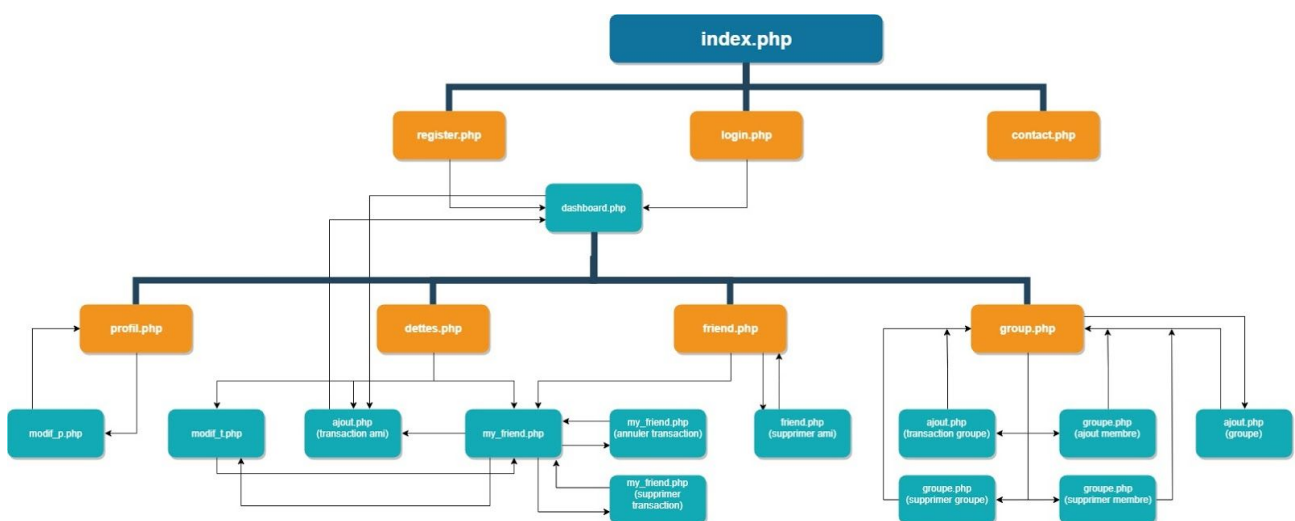 index.php
register.php
login.php
contact.php
dashboard.php
profil.php
dettes.php
friend.php
group.php
modif_p.php
modif_t.php
ajout.php
(transaction ami)
my_friend.php
my_friend.php
(annuler transaction)
friend.php
(supprimer ami)
ajout.php
(transaction groupe)
groupe.php
(ajout membre)
ajout.php
(groupe)
my_friend.php
(supprimer
transaction)
groupe.php
(supprimer groupe)
groupe.php
(supprimer membre)